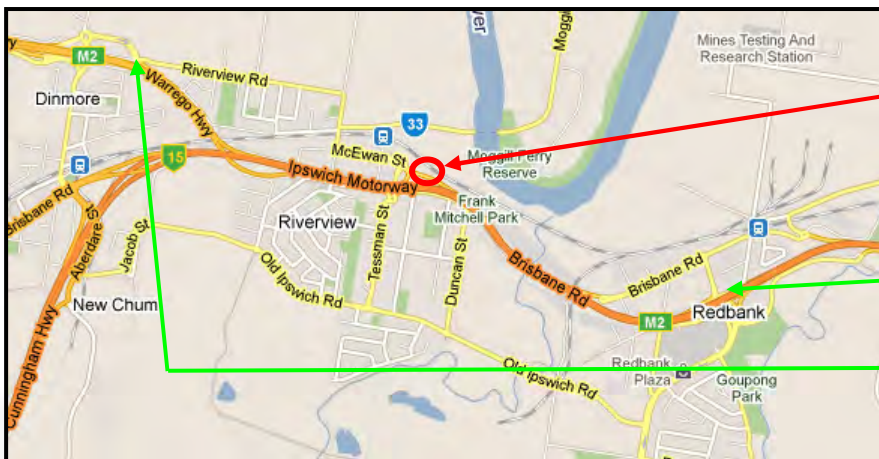 M2
Riverview Rd
Warrego Hwy
Dinmore
Mogg
Mines Testing And
Research Station
33
15
McEwan St
Moggill Ferry
Reserve
Ipswich Motorway
Brisbane Rd
Aberdare St
Jacob St
Riverview
Tessman St
Frank
Mitchell Park
Duncan St
Old Ipswich Rd
Brisbane Rd
Brisbane Rd
New Chum
Cunningham Hwy
Redbank
M2
Redbank
Plaza
Old Ipswich Rd
Goupong
Park